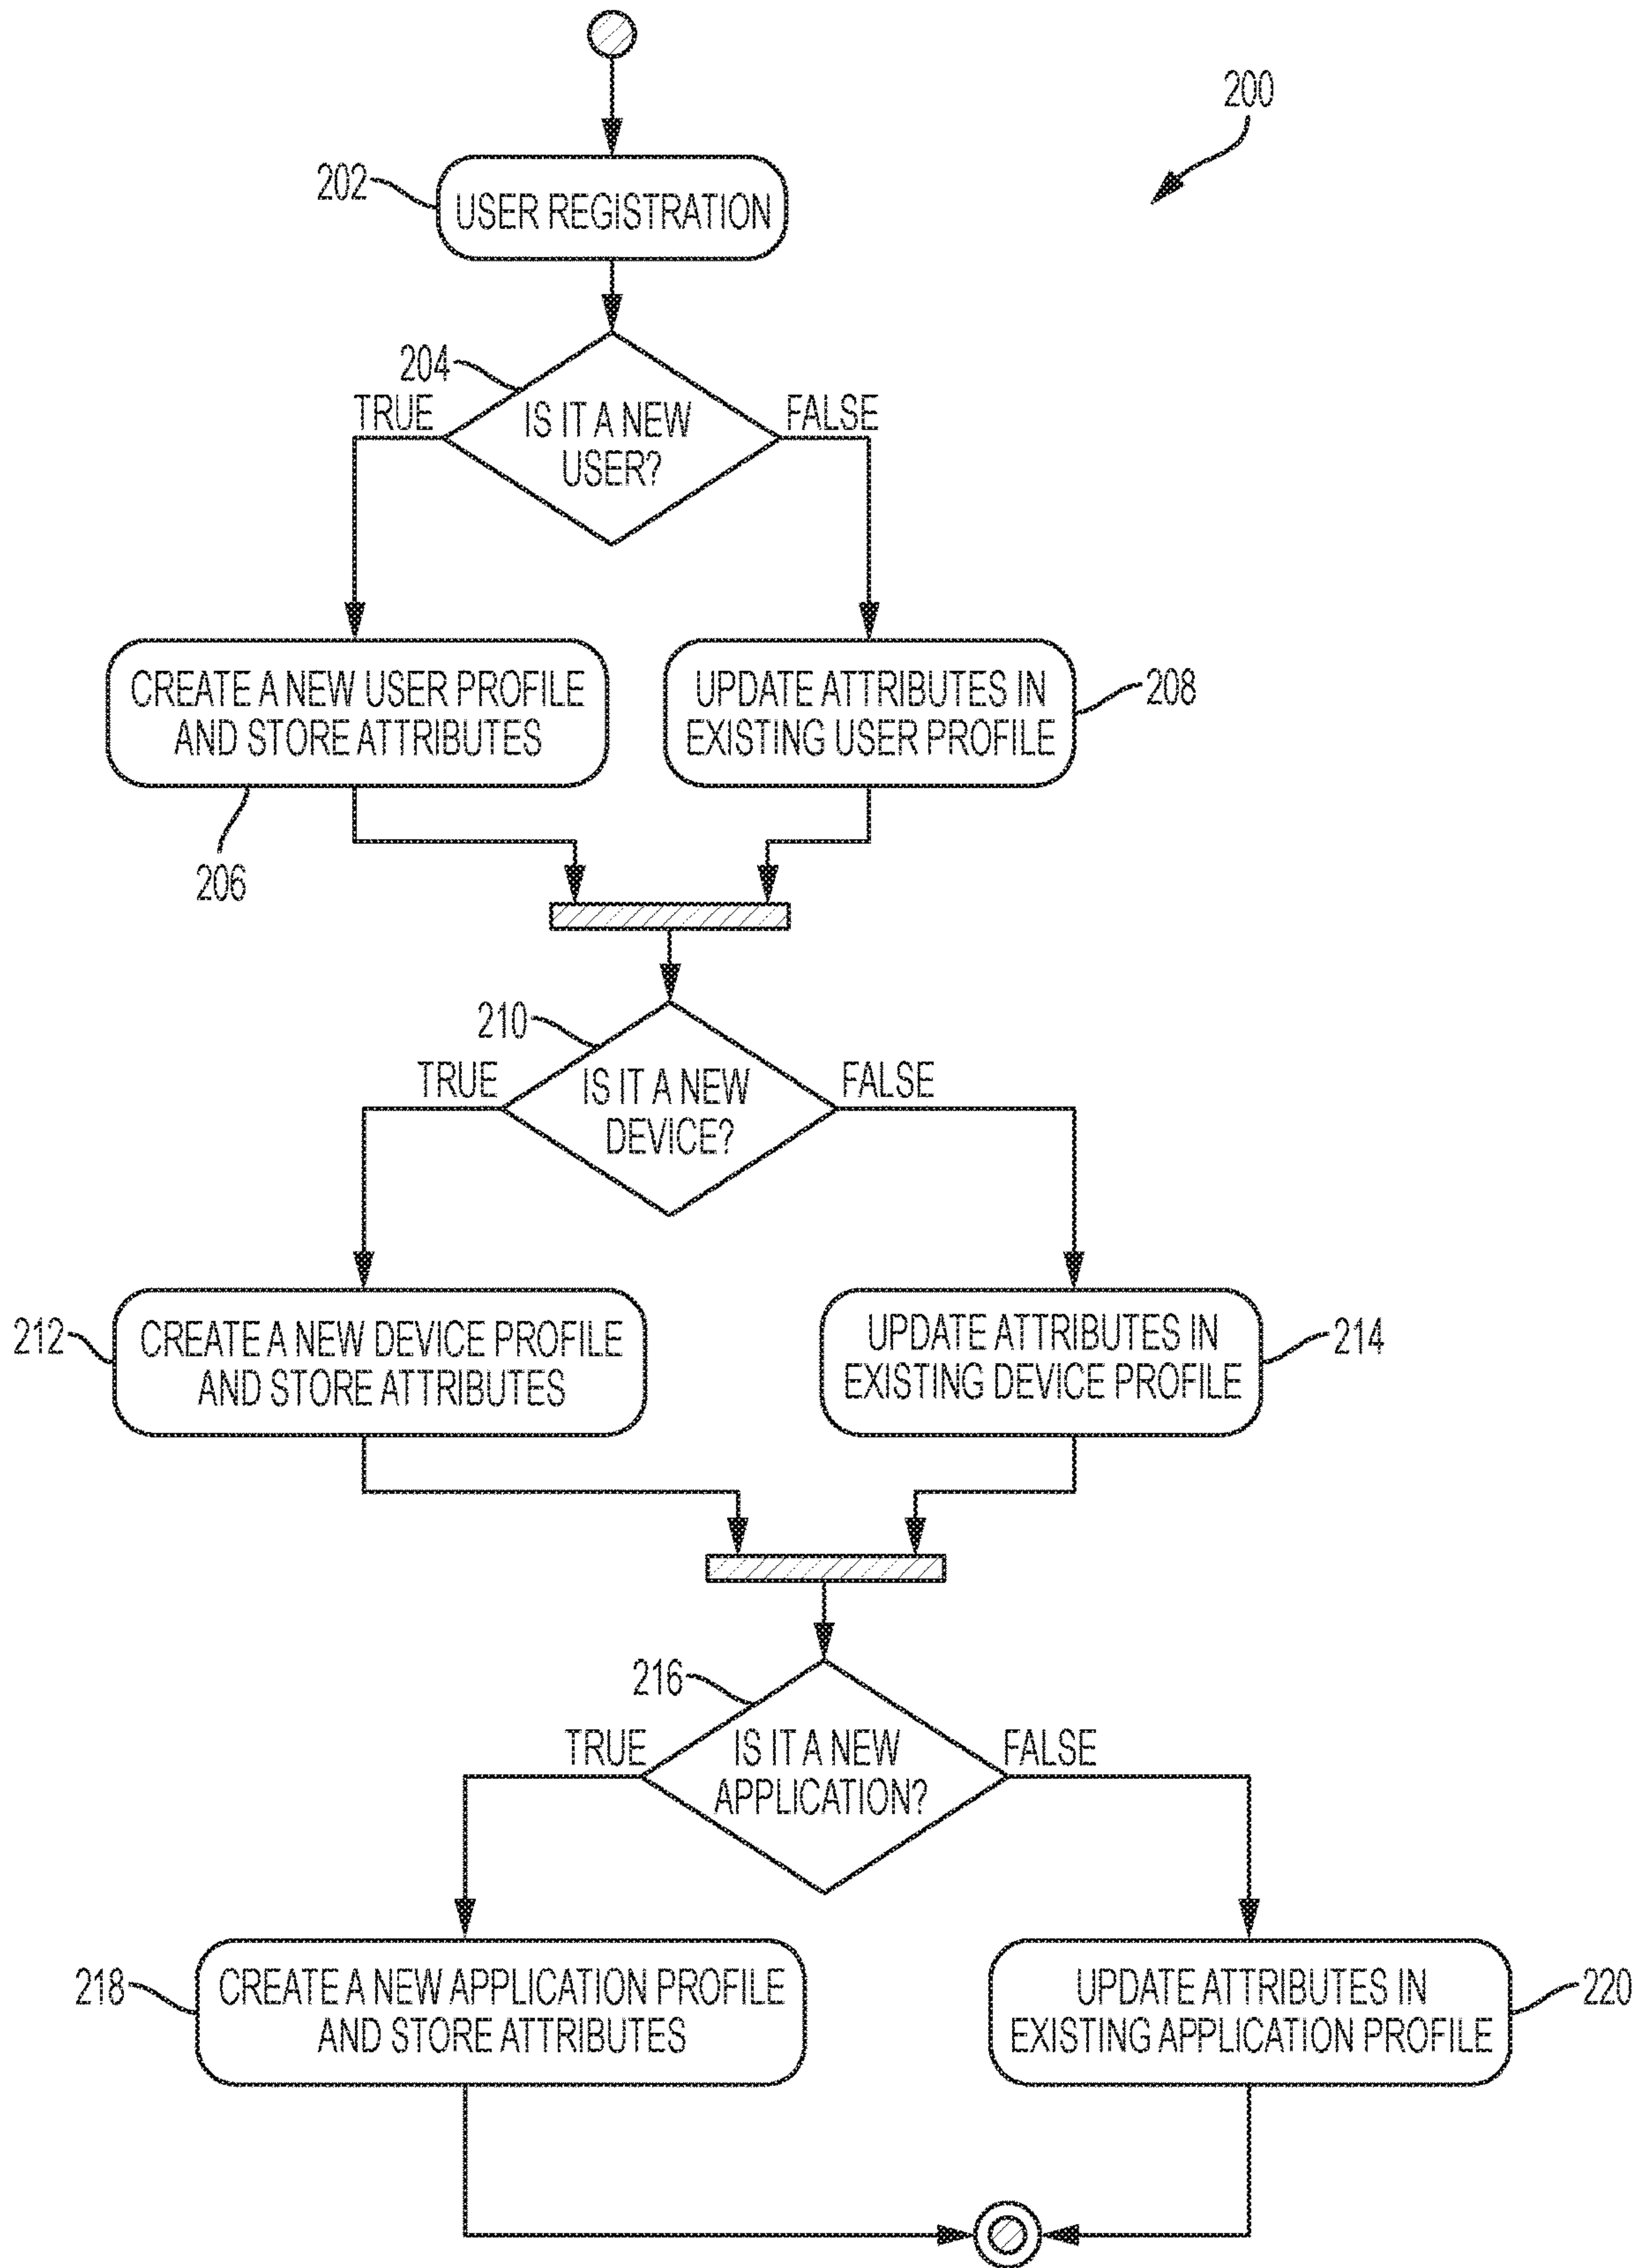 200
202
USER REGISTRATION
204
TRUE
FALSE
IS IT A NEW
USER?
CREATE A NEW USER PROFILE
AND STORE ATTRIBUTES
UPDATE ATTRIBUTES IN
EXISTING USER PROFILE
208
206
210
TRUE
FALSE
IS IT A NEW
DEVICE?
212
CREATE A NEW DEVICE PROFILE
AND STORE ATTRIBUTES
UPDATE ATTRIBUTES IN
EXISTING DEVICE PROFILE
214
216
TRUE
FALSE
IS IT A NEW
APPLICATION?
218
CREATE A NEW APPLICATION PROFILE
AND STORE ATTRIBUTES
UPDATE ATTRIBUTES IN
EXISTING APPLICATION PROFILE
220